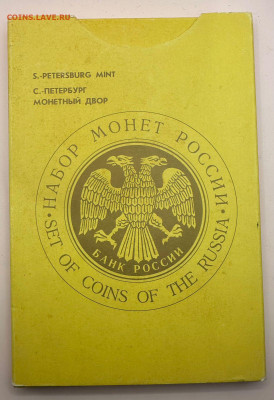 COINS.LAVE.RU
S.-PETERSBURG MINT
С.-ПЕТЕРБУРГ
МОНЕТНЫЙ ДВОР
•НАБОР МОНЕТ РОССИИ•
SET OF COINS OF THE RUSSIA
БАНК РОССИИ